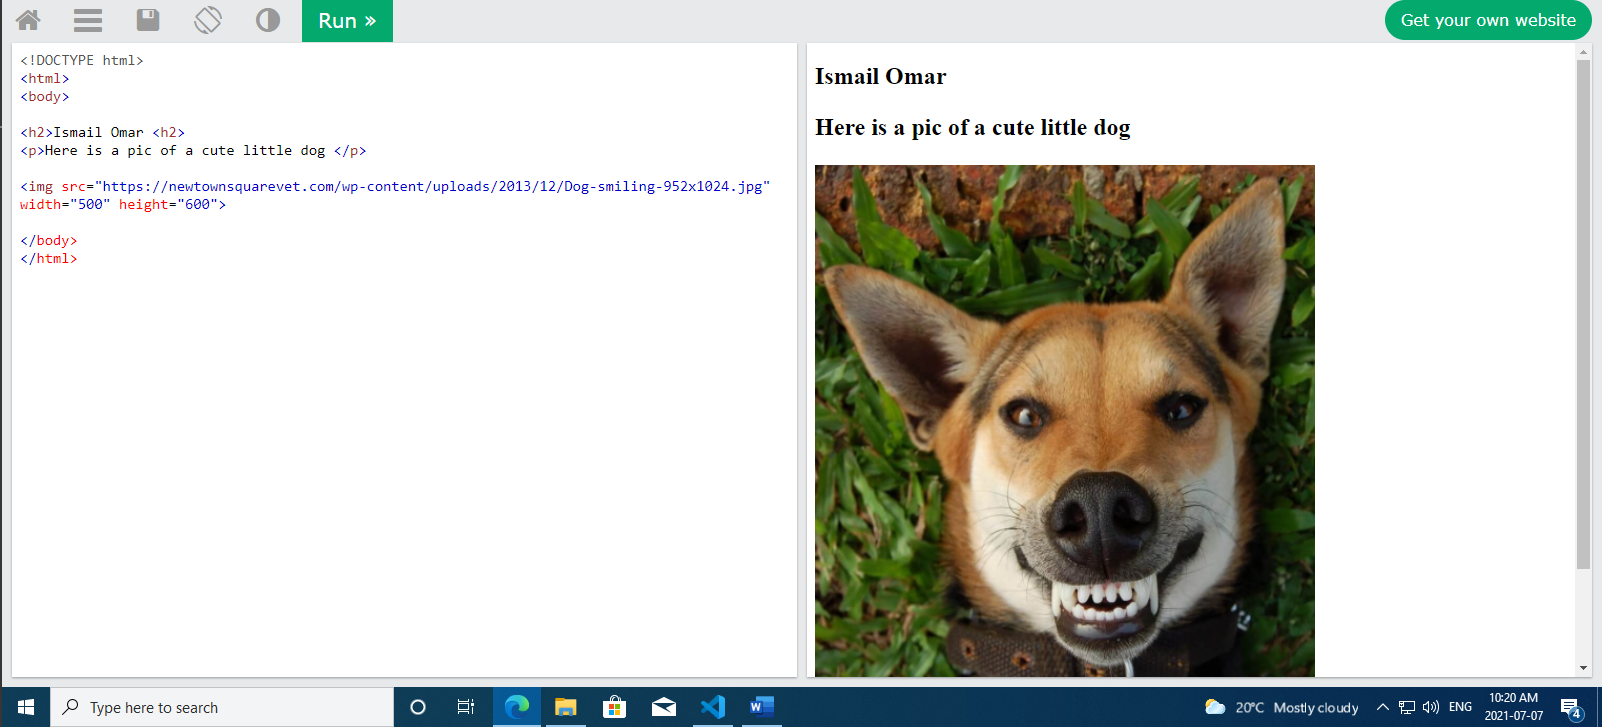 Run »
Get your own website
<!DOCTYPE html>
<html>
<body>
<h2>Ismail Omar <h2>
<p>Here is a pic of a cute little dog </p>
<img src="https://newtownsquarevet.com/wp-content/uploads/2013/12/Dog-smiling-952x1024.jpg"
width="500" height="600">
</body>
</html>
Ismail Omar
Here is a pic of a cute little dog
Type here to search
20°C Mostly cloudy
ENG
10:20 AM
2021-07-07
4